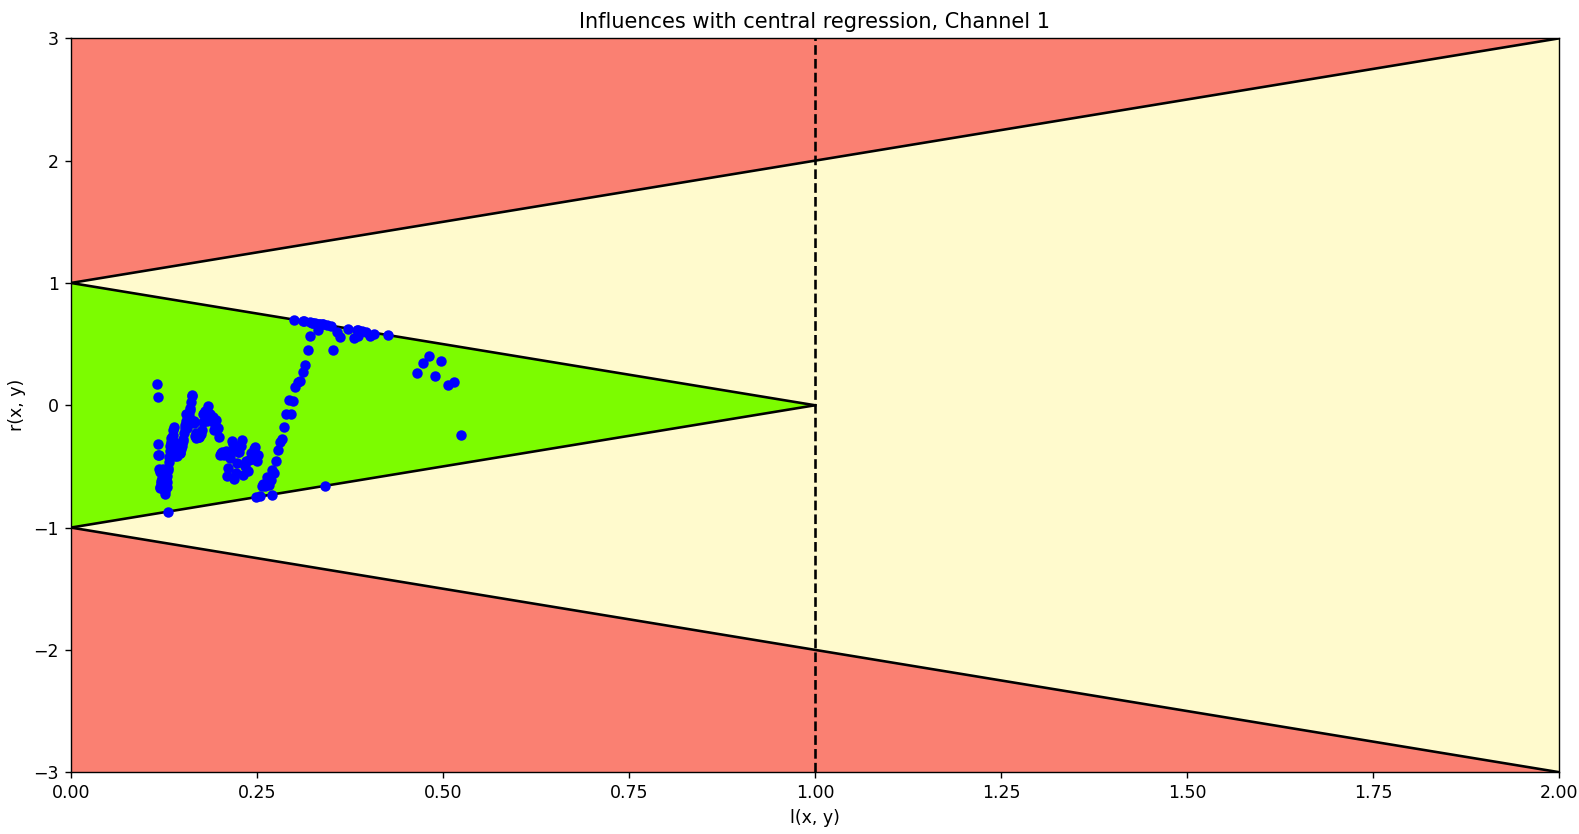 Influences with central regression, Channel 1
3
2
1
0
−1
−2
−3
r(x, y)
0.00 0.25 0.50 0.75 1.00 1.25 1.50 1.75 2.00
l(x, y)